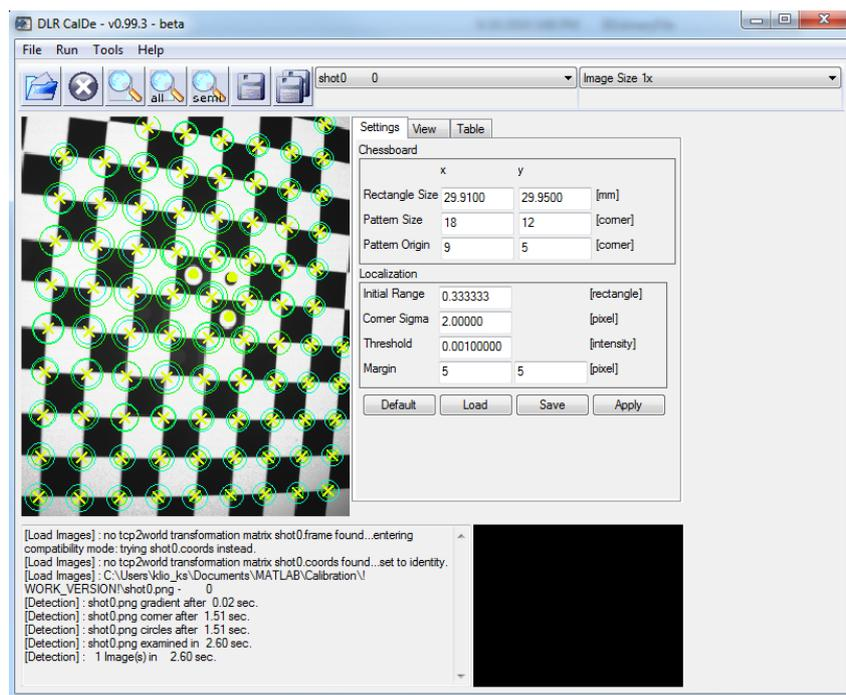 DLR CalDe - v0.99.3 - beta
File Run Tools Help
all
semb
shot0 0
Image Size 1x
Settings View Table
Chessboard
x y
Rectangle Size 29.9100 29.9500 [mm]
Pattern Size 18 12 [corner]
Pattern Origin 9 5 [corner]
Localization
Initial Range 0.333333 [rectangle]
Corner Sigma 2.00000 [pixel]
Threshold 0.00100000 [intensity]
Margin 5 5 [pixel]
Default Load Save Apply
[Load Images] : no tcp2world transformation matrix shot0.frame found...entering
compatibility mode: trying shot0.coords instead.
[Load Images] : no tcp2world transformation matrix shot0.coords found...set to identity.
[Load Images] : C:\Users\klio_ks\Documents\MATLAB\Calibration\!
WORK_VERSION!\shot0.png - 0
[Detection] : shot0.png gradient after 0.02 sec.
[Detection] : shot0.png corner after 1.51 sec.
[Detection] : shot0.png circles after 1.51 sec.
[Detection] : shot0.png examined in 2.60 sec.
[Detection] : 1 Image(s) in 2.60 sec.